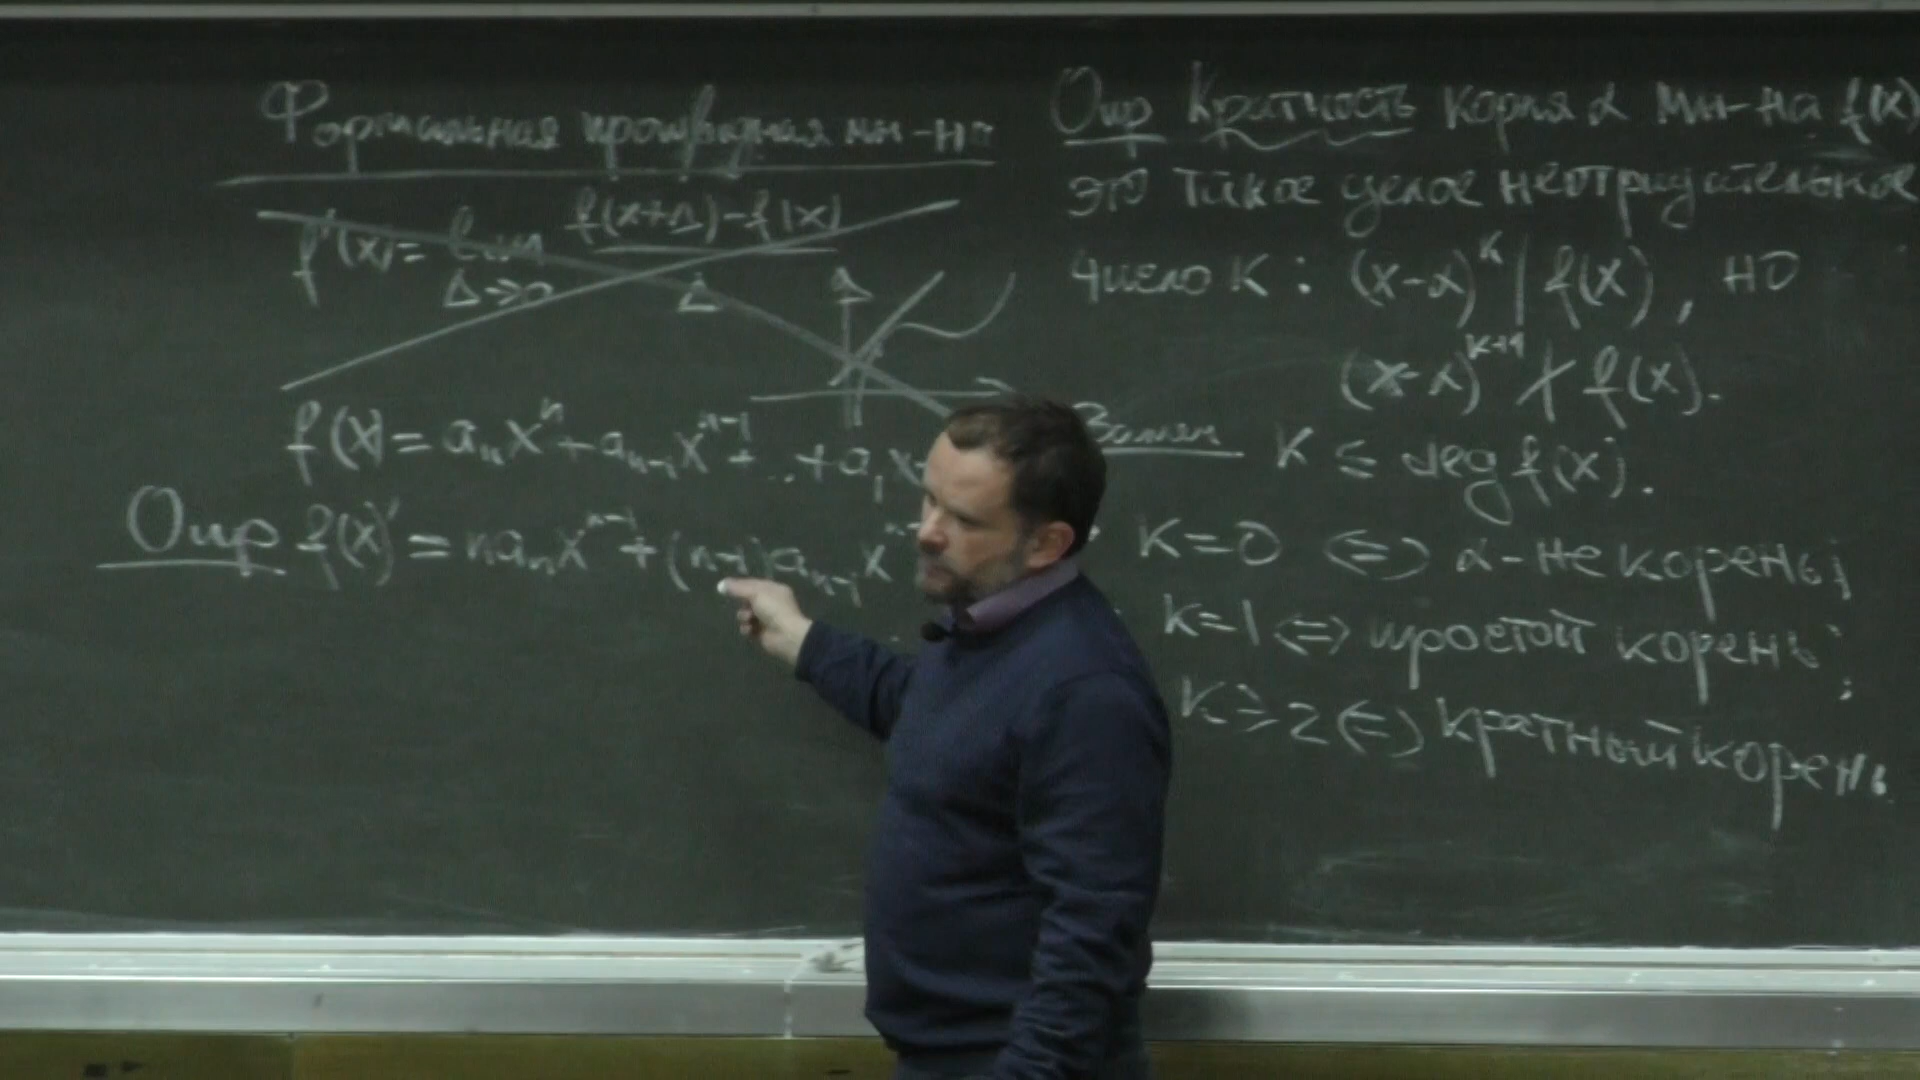 Формальная производная мн-на
f'(x) = lim f(x+Δ)-f(x)
Δ→0 Δ
f(x) = aₙxⁿ + aₙ₋₁xⁿ⁻¹ + ... + a₁x
Опр f(x)' = naₙxⁿ⁻¹ + (n-1)aₙ₋₁x
Опр Кратность корня α мн-на f(x)
это такое целое неотрицательное
число k : (x-α)ᵏ | f(x), но
(x-α)ᵏ⁺¹ ∤ f(x).
Замеч k ≤ deg f(x).
k=0 ⇔ α-не корень;
k=1 ⇔ простой корень;
k≥2 ⇔ кратный корень.